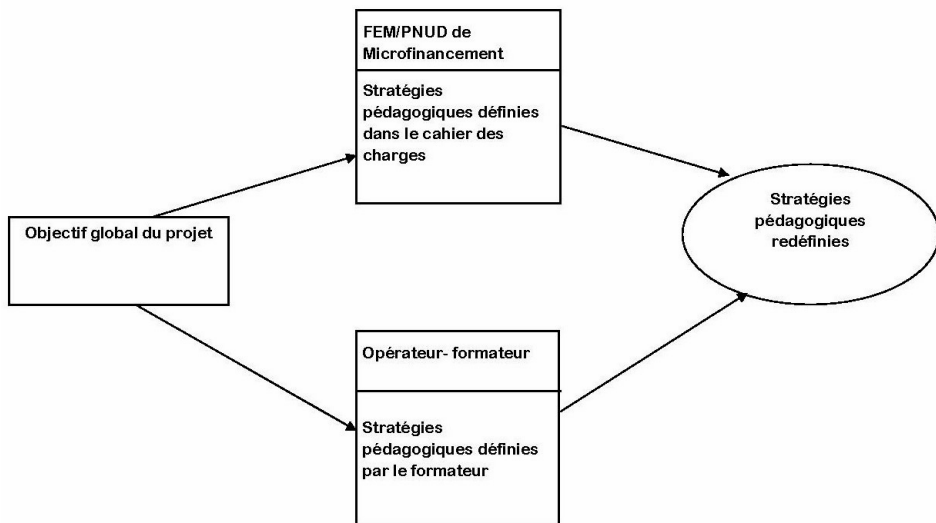 FEM/PNUD de
Microfinancement
Stratégies
pédagogiques définies
dans le cahier des
charges
Objectif global du projet
Stratégies
pédagogiques
redéfinies
Opérateur- formateur
Stratégies
pédagogiques définies
par le formateur